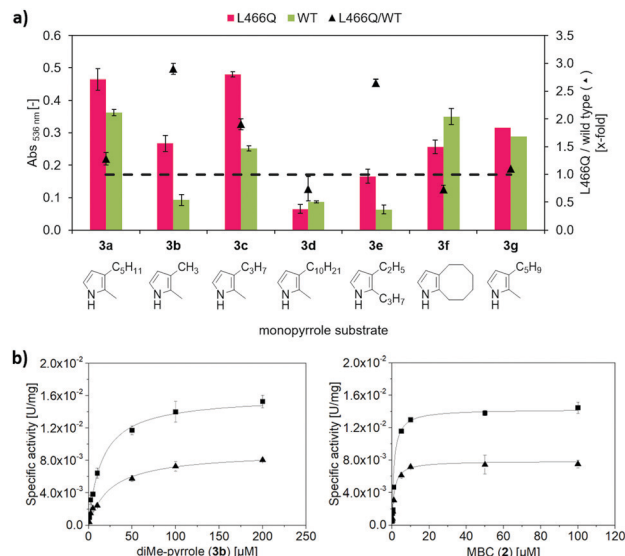 a)
L466Q WT L466Q/WT
Abs 536 nm [-]
0.6
0.5
0.4
0.3
0.2
0.1
0.0
3.5
3.0
2.5
2.0
1.5
1.0
0.5
0.0
L466Q / wild type (▲)
[x-fold]
3a 3b 3c 3d 3e 3f 3g
C5H11 CH3 C3H7 C10H21 C2H5 C5H9
C3H7
N N N N N N N
H H H H H H H
monopyrrole substrate
b)
Specific activity [U/mg]
2.0x10-2
1.6x10-2
1.2x10-2
8.0x10-3
4.0x10-3
0.0
0 50 100 150 200 250
diMe-pyrrole (3b) [µM]
Specific activity [U/mg]
2.0x10-2
1.6x10-2
1.2x10-2
8.0x10-3
4.0x10-3
0.0
0 20 40 60 80 100
MBC (2) [µM]